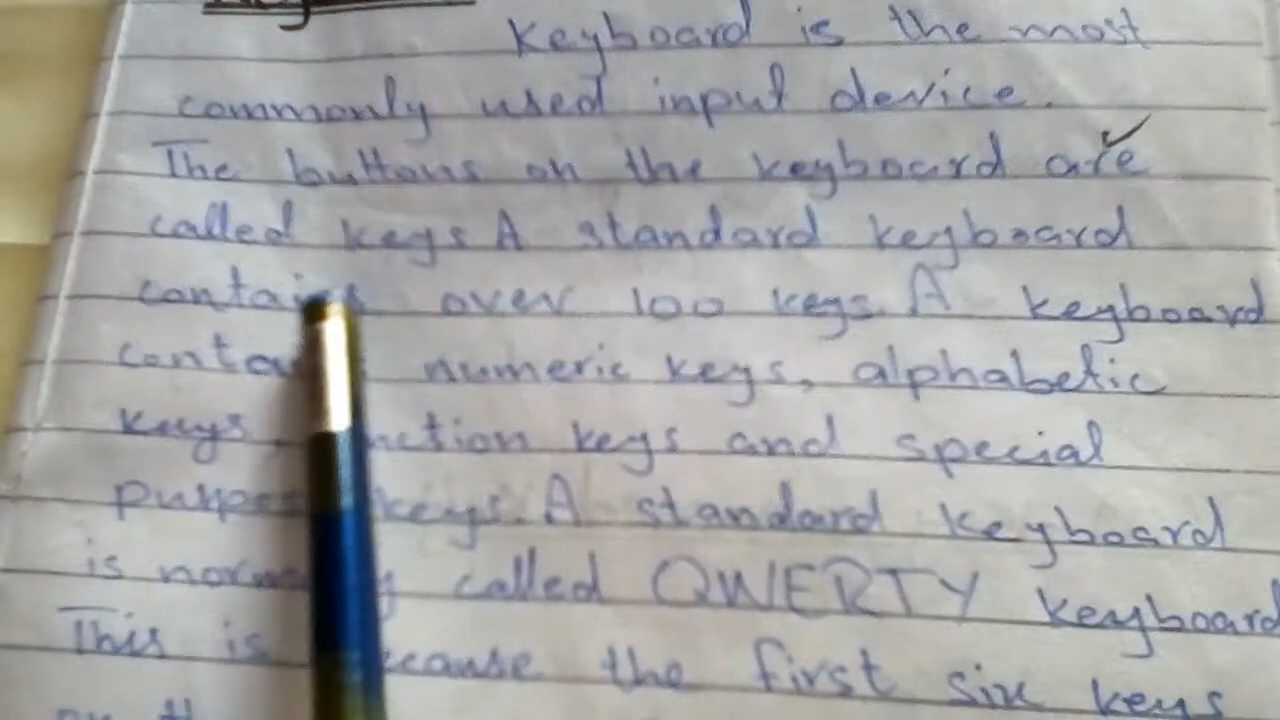 Keyboard is the most
commonly used input device.
The buttons on the keyboard are
called keys A standard keyboard
contains over 100 keys. A keyboard
numeric keys, alphabetic
keys, keys and special
keys. A standard keyboard
is called QWERTY keyboard
This is the first six keys